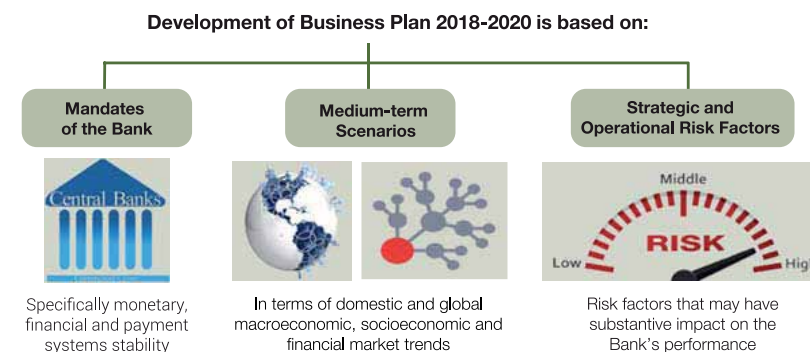 Development of Business Plan 2018-2020 is based on:
Mandates
of the Bank
Medium-term
Scenarios
Strategic and
Operational Risk Factors
Central Banks
Low
Middle
High
RISK
Specifically monetary,
financial and payment
systems stability
In terms of domestic and global
macroeconomic, socioeconomic and
financial market trends
Risk factors that may have
substantive impact on the
Bank's performance